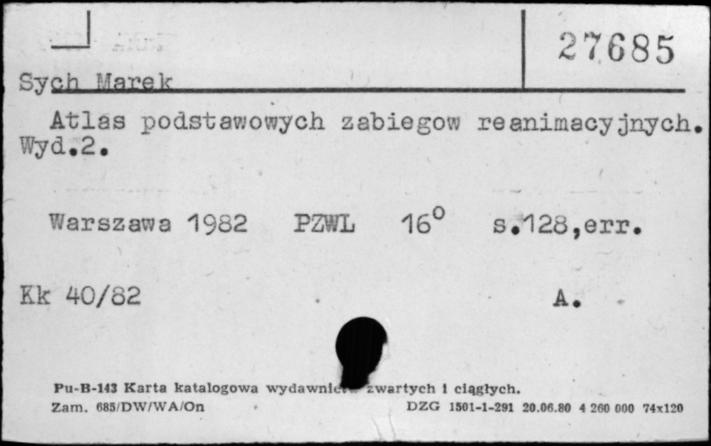 27685
Sych Marek
Atlas podstawowych zabiegow reanimacyjnych.
Wyd.2.
Warszawa 1982 PZWL 16° s.128,err.
Kk 40/82 A.
Pu-B-143 Karta katalogowa zwartych i ciągłych.
Zam. 685/DW/WA/On DZG 1501-1-291 20.06.80 4 260 000 74x120